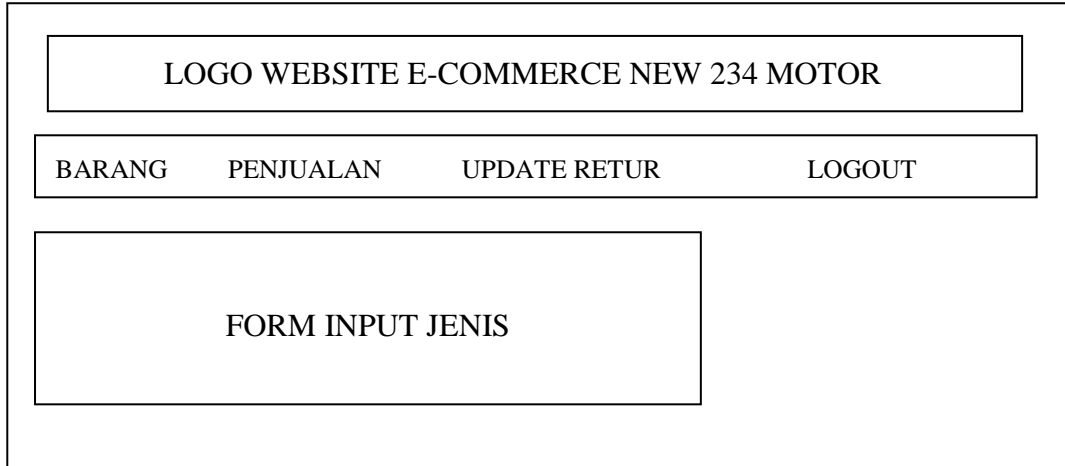 LOGO WEBSITE E-COMMERCE NEW 234 MOTOR
BARANG PENJUALAN UPDATE RETUR LOGOUT
FORM INPUT JENIS